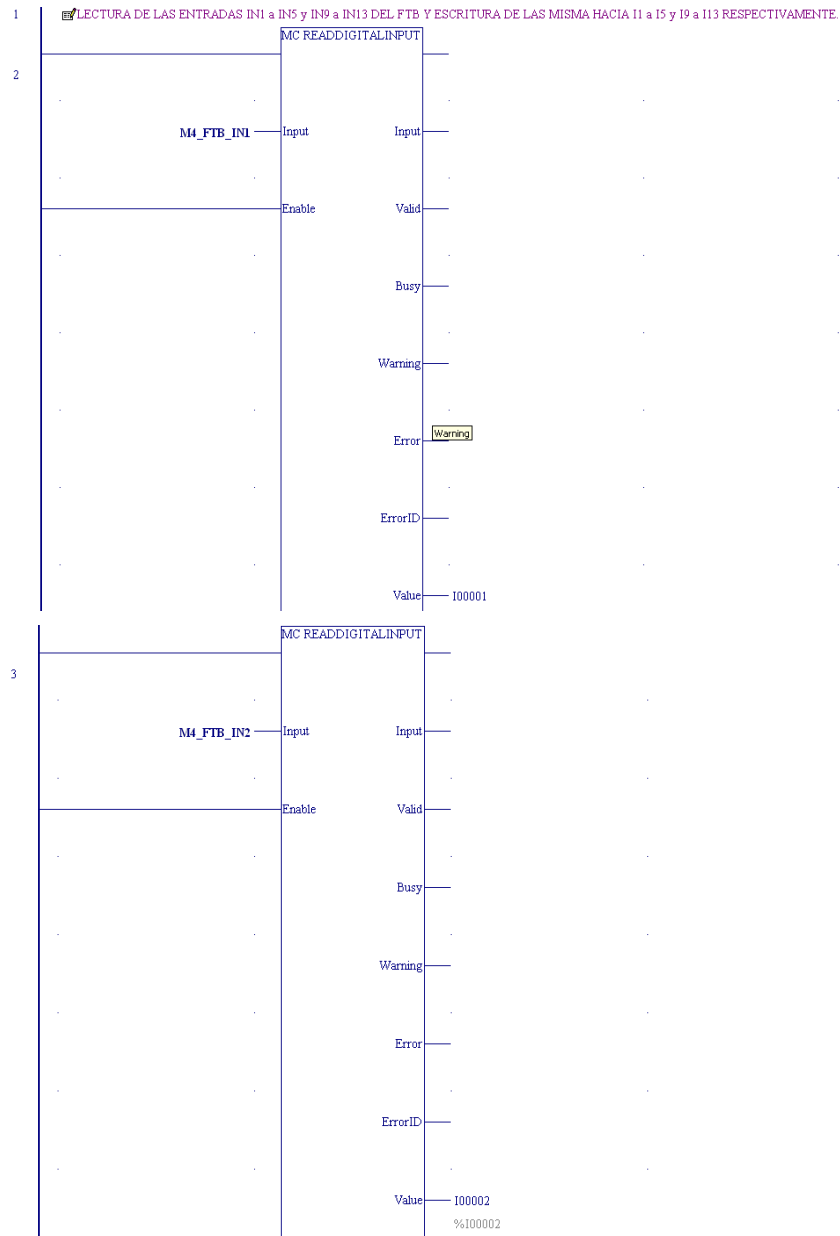 1 LECTURA DE LAS ENTRADAS IN1 a IN5 y IN9 a IN13 DEL FTB Y ESCRITURA DE LAS MISMA HACIA I1 a I5 y I9 a I13 RESPECTIVAMENTE.
MC READDIGITALINPUT
2
M4_FTB_IN1 Input Input
Enable Valid
Busy
Warning
Warning
Error
ErrorID
Value I00001
MC READDIGITALINPUT
3
M4_FTB_IN2 Input Input
Enable Valid
Busy
Warning
Error
ErrorID
Value I00002
%I00002